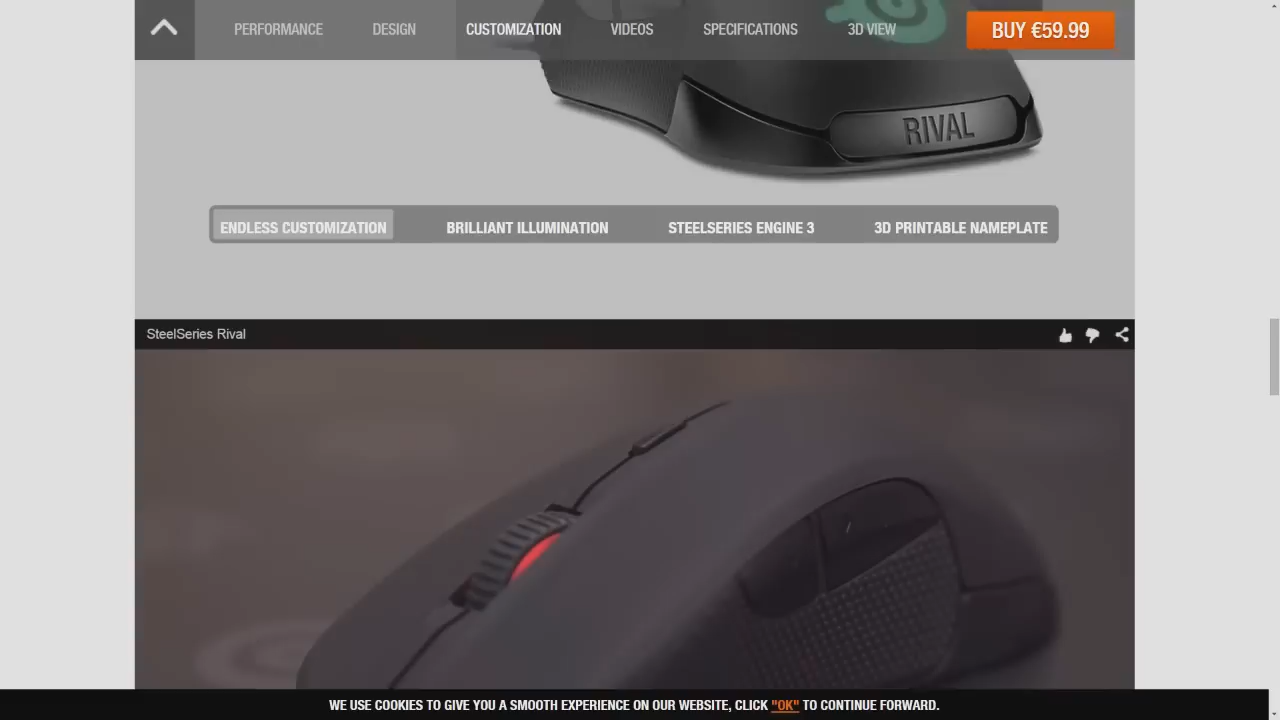 PERFORMANCE DESIGN CUSTOMIZATION VIDEOS SPECIFICATIONS 3D VIEW BUY €59.99
RIVAL
ENDLESS CUSTOMIZATION BRILLIANT ILLUMINATION STEELSERIES ENGINE 3 3D PRINTABLE NAMEPLATE
SteelSeries Rival
WE USE COOKIES TO GIVE YOU A SMOOTH EXPERIENCE ON OUR WEBSITE, CLICK "OK" TO CONTINUE FORWARD.